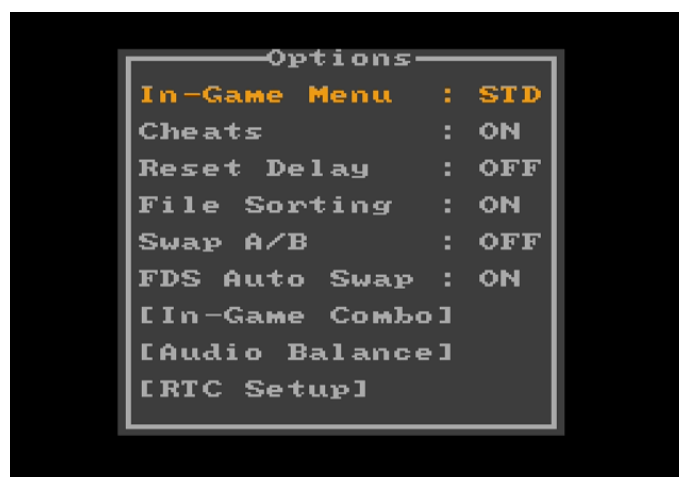 Options
In-Game Menu : STD
Cheats : ON
Reset Delay : OFF
File Sorting : ON
Swap A/B : OFF
FDS Auto Swap : ON
[In-Game Combo]
[Audio Balance]
[RTC Setup]